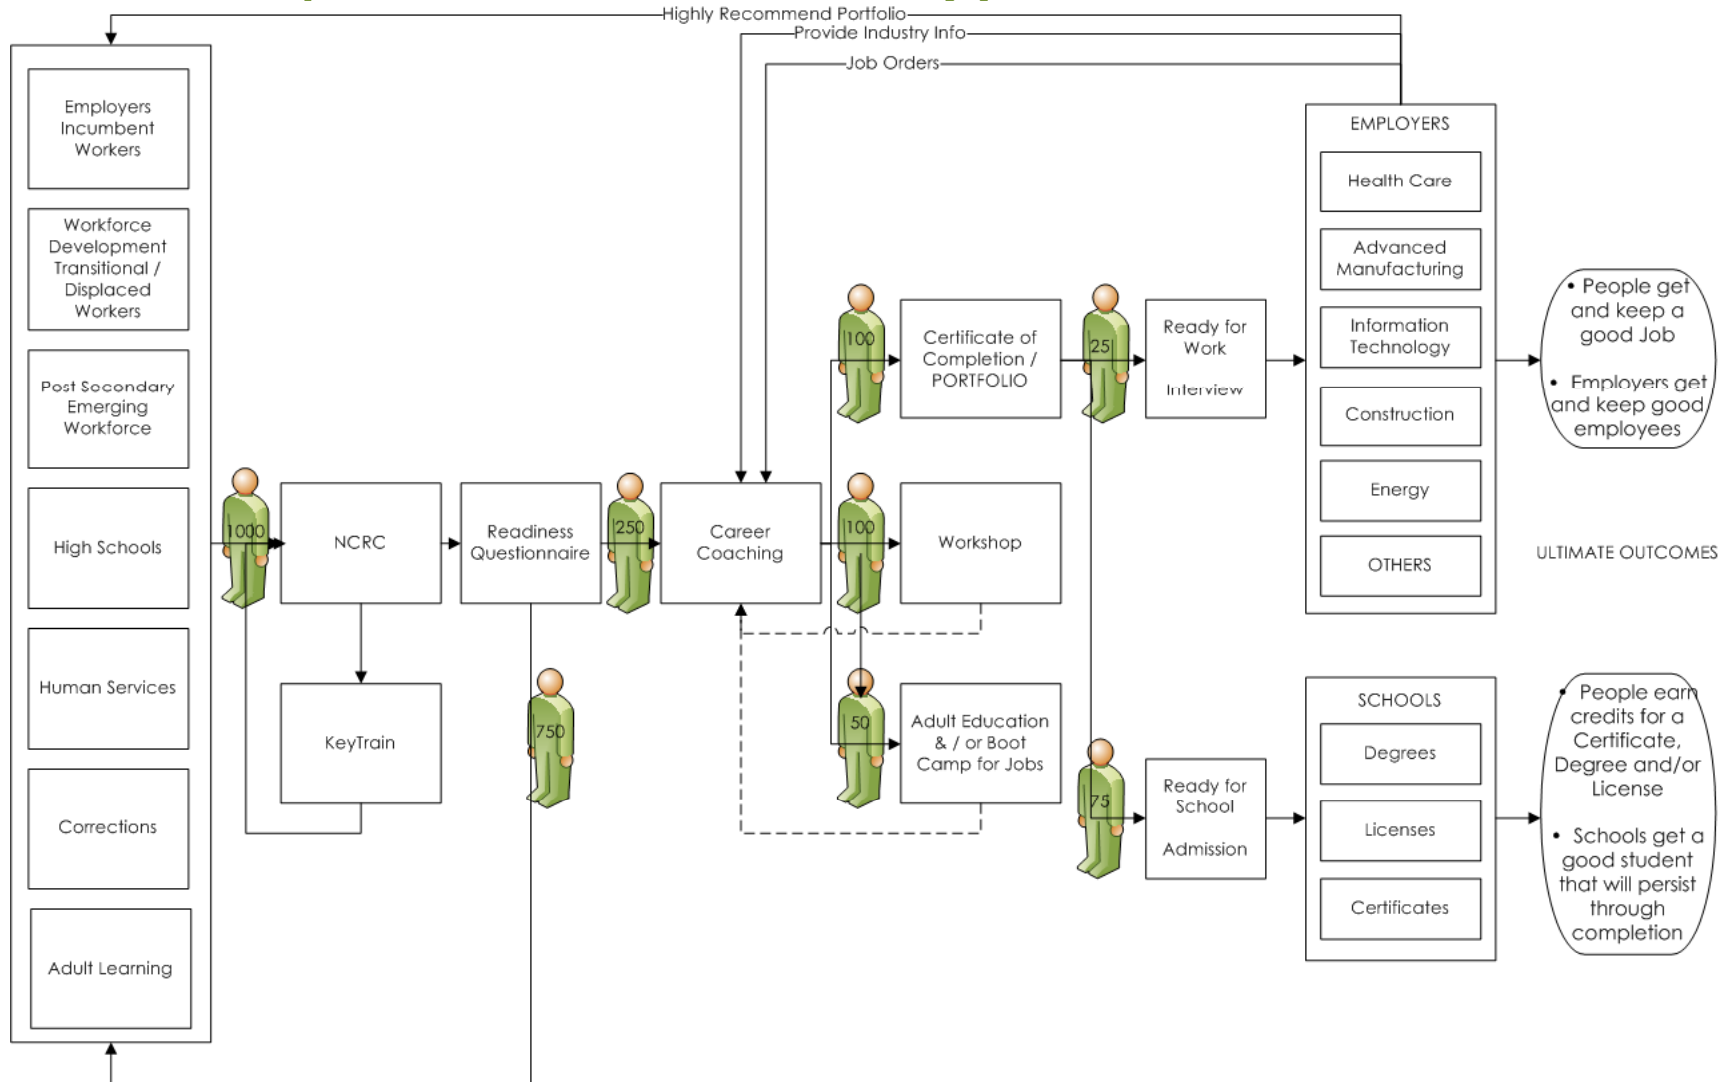 Highly Recommend Portfolio
Provide Industry Info
Job Orders
Employers
Incumbent
Workers
Workforce
Development
Transitional /
Displaced
Workers
Post Secondary
Emerging
Workforce
High Schools
Human Services
Corrections
Adult Learning
1000
NCRC
KeyTrain
Readiness
Questionnaire
250
750
Career
Coaching
100
Certificate of
Completion /
PORTFOLIO
100
Workshop
50
Adult Education
& / or Boot
Camp for Jobs
25
Ready for
Work
Interview
75
Ready for
School
Admission
EMPLOYERS
Health Care
Advanced
Manufacturing
Information
Technology
Construction
Energy
OTHERS
SCHOOLS
Degrees
Licenses
Certificates
• People get
and keep a
good Job
• Employers get
and keep good
employees
ULTIMATE OUTCOMES
• People earn
credits for a
Certificate,
Degree and/or
License
• Schools get a
good student
that will persist
through
completion